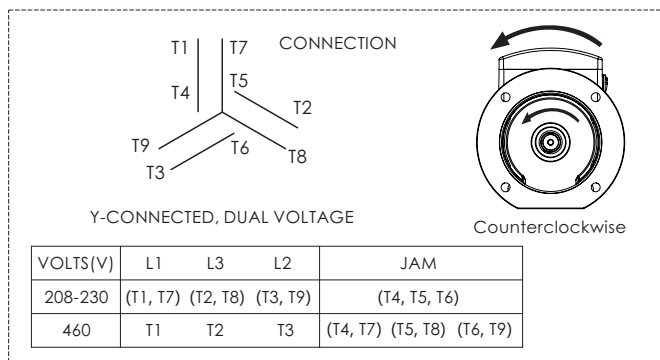 CONNECTION
T1
T7
T4
T5
T2
T9
T6
T3
T8
Y-CONNECTED, DUAL VOLTAGE
Counterclockwise
VOLTS(V) L1 L3 L2 JAM
208-230 (T1, T7) (T2, T8) (T3, T9) (T4, T5, T6)
460 T1 T2 T3 (T4, T7) (T5, T8) (T6, T9)